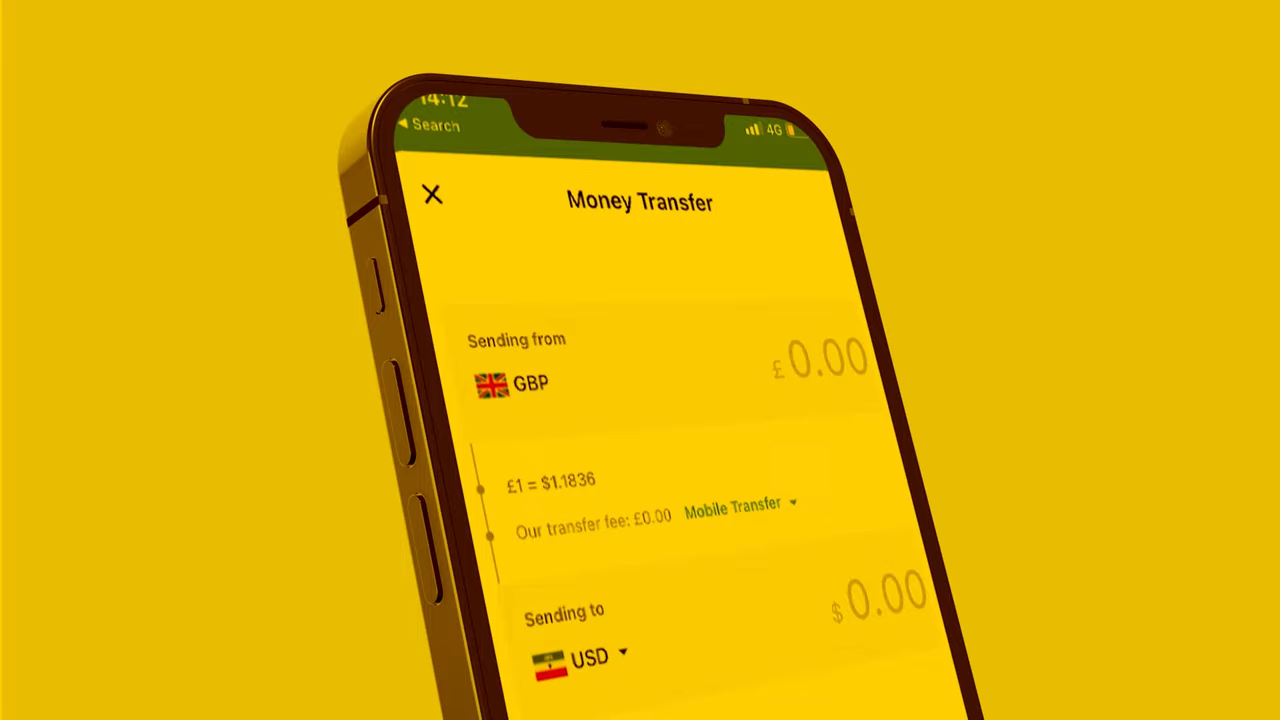 14:12
Search
4G
Money Transfer
Sending from
GBP
£0.00
£1 = $1.1836
Our transfer fee: £0.00 Mobile Transfer
Sending to
$0.00
USD